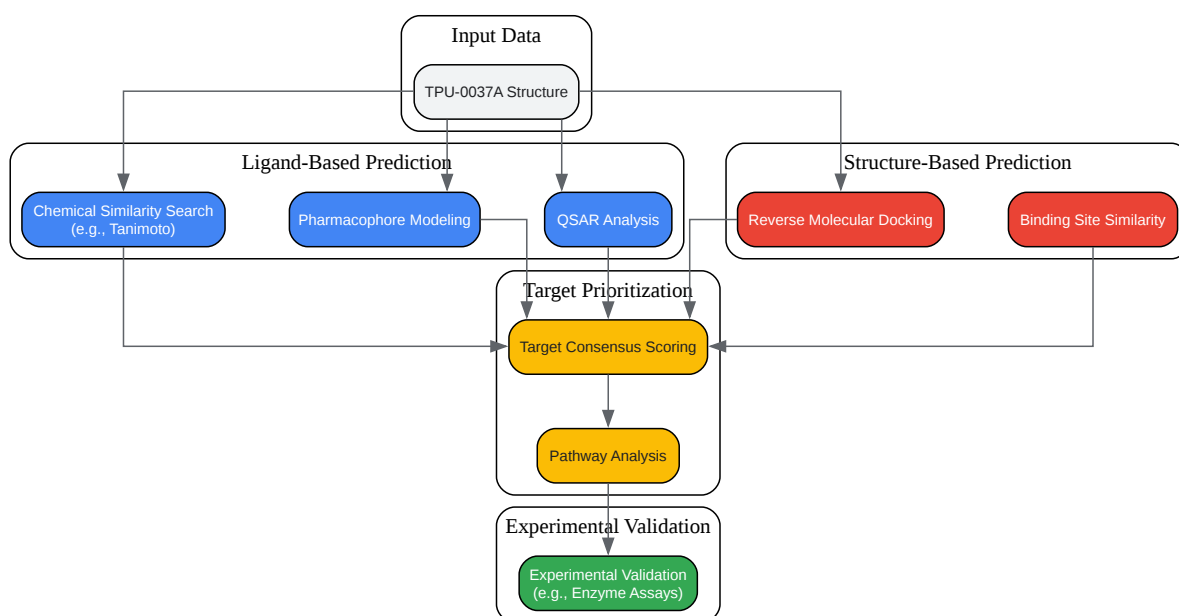 Input Data
TPU-0037A Structure
Ligand-Based Prediction
Structure-Based Prediction
Chemical Similarity Search
(e.g., Tanimoto)
Pharmacophore Modeling
QSAR Analysis
Reverse Molecular Docking
Binding Site Similarity
Target Prioritization
Target Consensus Scoring
Pathway Analysis
Experimental Validation
Experimental Validation
(e.g., Enzyme Assays)